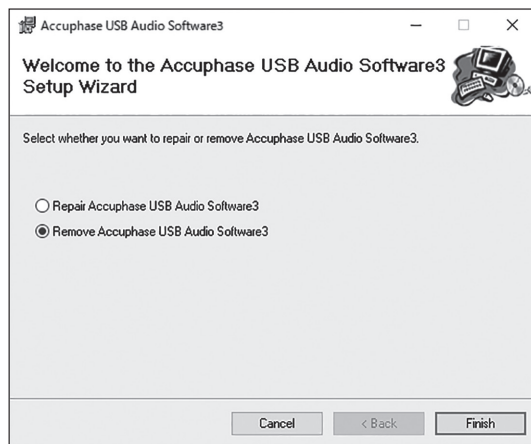 Accuphase USB Audio Software3
Welcome to the Accuphase USB Audio Software3
Setup Wizard
Select whether you want to repair or remove Accuphase USB Audio Software3.
Repair Accuphase USB Audio Software3
Remove Accuphase USB Audio Software3
Cancel
< Back
Finish